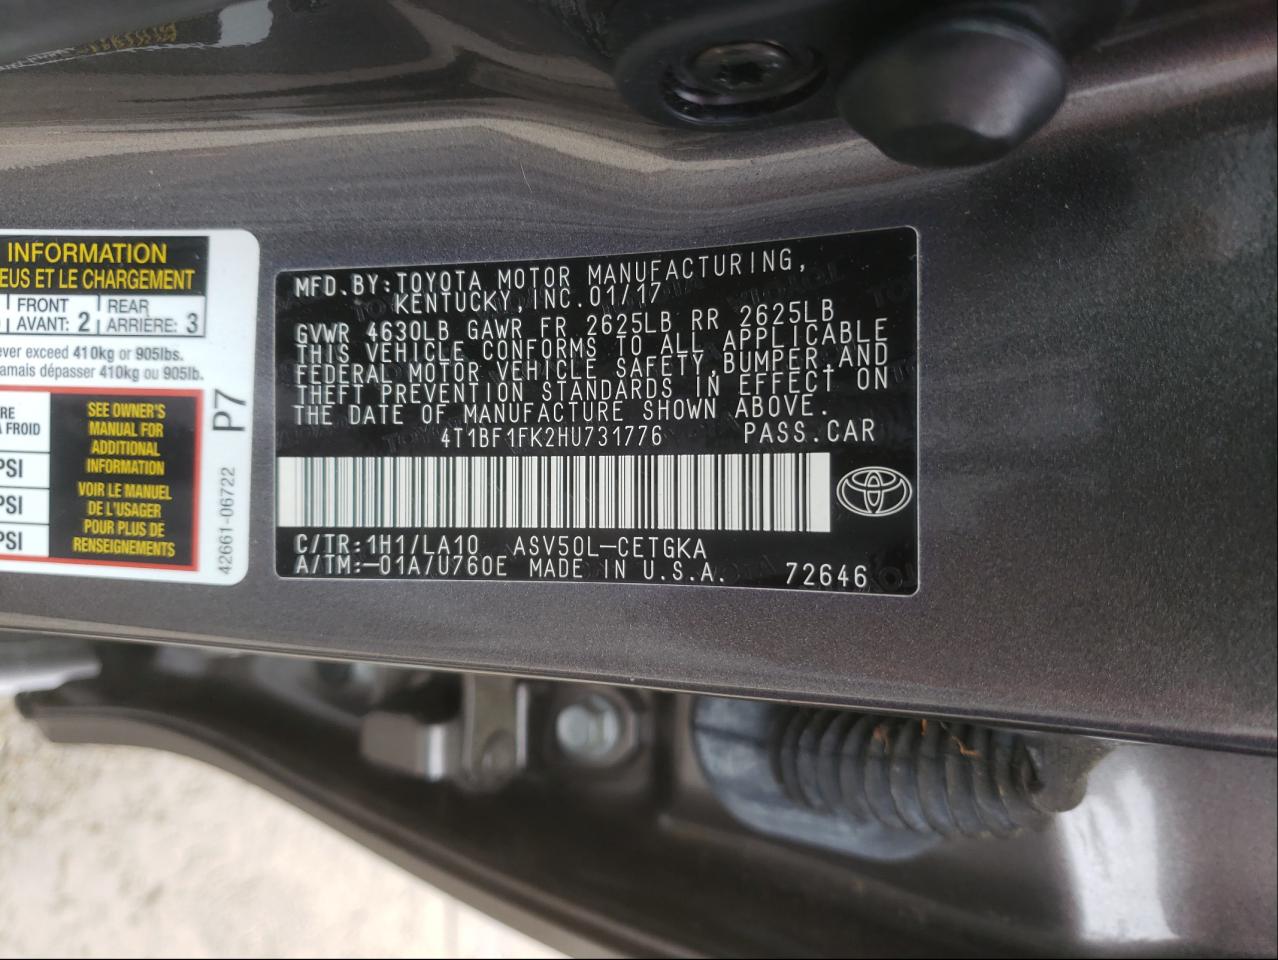 INFORMATION
EUS ET LE CHARGEMENT
FRONT REAR
AVANT: 2 ARRIÈRE: 3
ever exceed 410kg or 905lbs.
amais dépasser 410kg ou 905lb.
RE
A FROID
PSI
PSI
PSI
SEE OWNER'S
MANUAL FOR
ADDITIONAL
INFORMATION
VOIR LE MANUEL
DE L'USAGER
POUR PLUS DE
RENSEIGNEMENTS
P7
42661-06722
MFD.BY:TOYOTA MOTOR MANUFACTURING,
KENTUCKY, INC. 01/17
GVWR 4630LB GAWR FR 2625LB RR 2625LB
THIS VEHICLE CONFORMS TO ALL APPLICABLE
FEDERAL MOTOR VEHICLE SAFETY, BUMPER, AND
THEFT PREVENTION STANDARDS IN EFFECT ON
THE DATE OF MANUFACTURE SHOWN ABOVE.
4T1BF1FK2HU731776 PASS.CAR
C/TR:1H1/LA10 ASV50L-CETGKA
A/TM:-01A/U760E MADE IN U.S.A. 72646